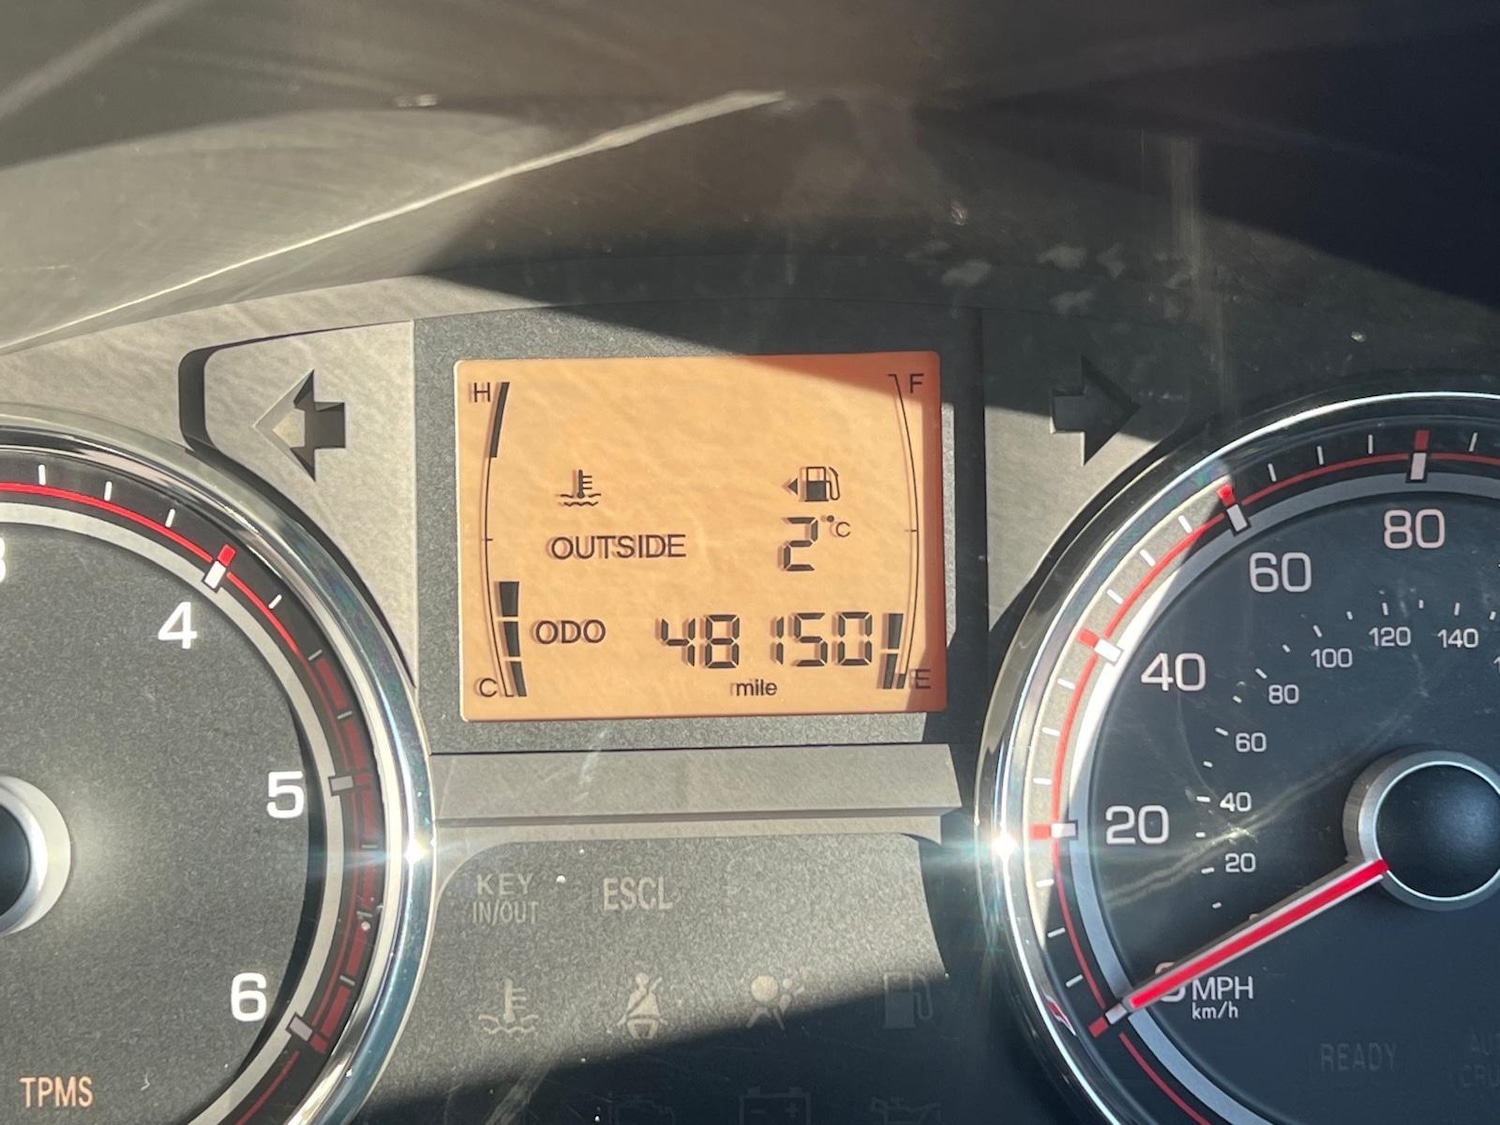 H
F
OUTSIDE 2°C
ODO 48150
mile
C
E
4
5
6
TPMS
KEY
IN/OUT
ESCL
80
60
40
20
MPH
km/h
140
120
100
80
60
40
20
READY